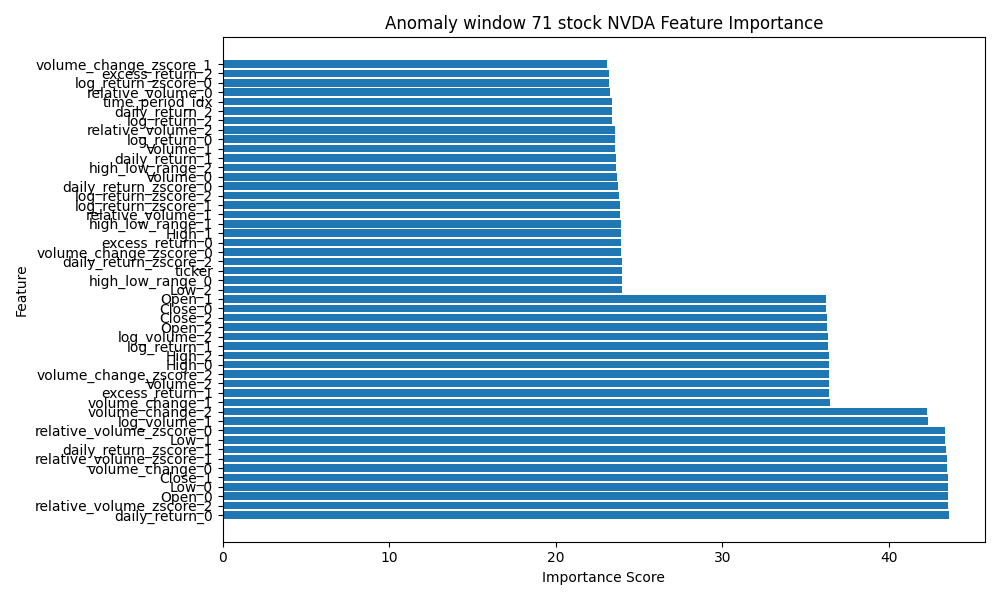 Anomaly window 71 stock NVDA Feature Importance
volume_change_zscore_1
excess_return_2
log_return_zscore_0
relative_volume_0
time_period_idx
daily_return_2
log_return_2
relative_volume_2
log_return_0
Volume_1
daily_return_1
high_low_range_2
Volume_0
daily_return_zscore_0
log_return_zscore_2
log_return_zscore_1
relative_volume_1
high_low_range_1
High_1
excess_return_0
volume_change_zscore_0
daily_return_zscore_2
ticker
high_low_range_0
Low_2
Open_1
Close_0
Close_2
Open_2
log_volume_2
log_return_1
High_2
High_0
volume_change_zscore_2
Volume_2
excess_return_1
volume_change_1
volume_change_2
log_volume_1
relative_volume_zscore_0
Low_1
daily_return_zscore_1
relative_volume_zscore_1
volume_change_0
Close_1
Low_0
Open_0
relative_volume_zscore_2
daily_return_0
Feature
0 10 20 30 40
Importance Score